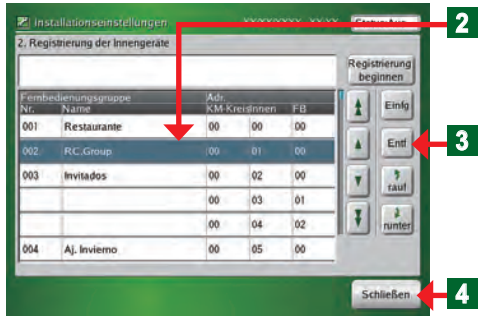 Installationseinstellungen
2
2. Registrierung der Innengeräte
Registrierung beginnen
Fernbedienungsgruppe Adr.
Nr. Name KM-Kreis Innen FB
Einfg
001 Restaurante 00 00 00
002 R.C.Group 00 01 00
Entf
3
003 Invitados 00 02 00
rauf
00 03 01
00 04 02
runter
004 Aj. Invierno 00 05 00
Schließen
4